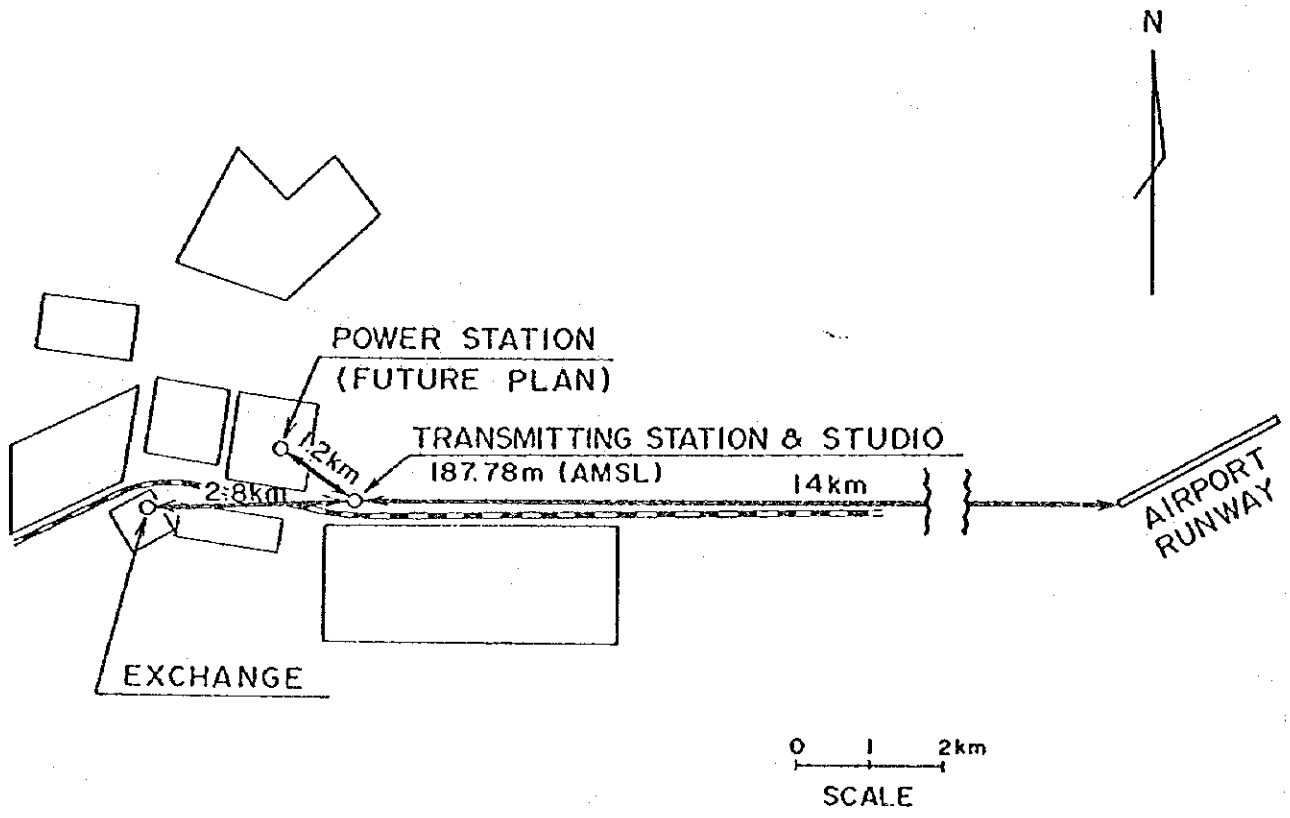 N
POWER STATION
(FUTURE PLAN)
1.2km
TRANSMITTING STATION & STUDIO
187.78m (AMSL)
14km
2.8km
AIRPORT
RUNWAY
EXCHANGE
0 1 2km
SCALE